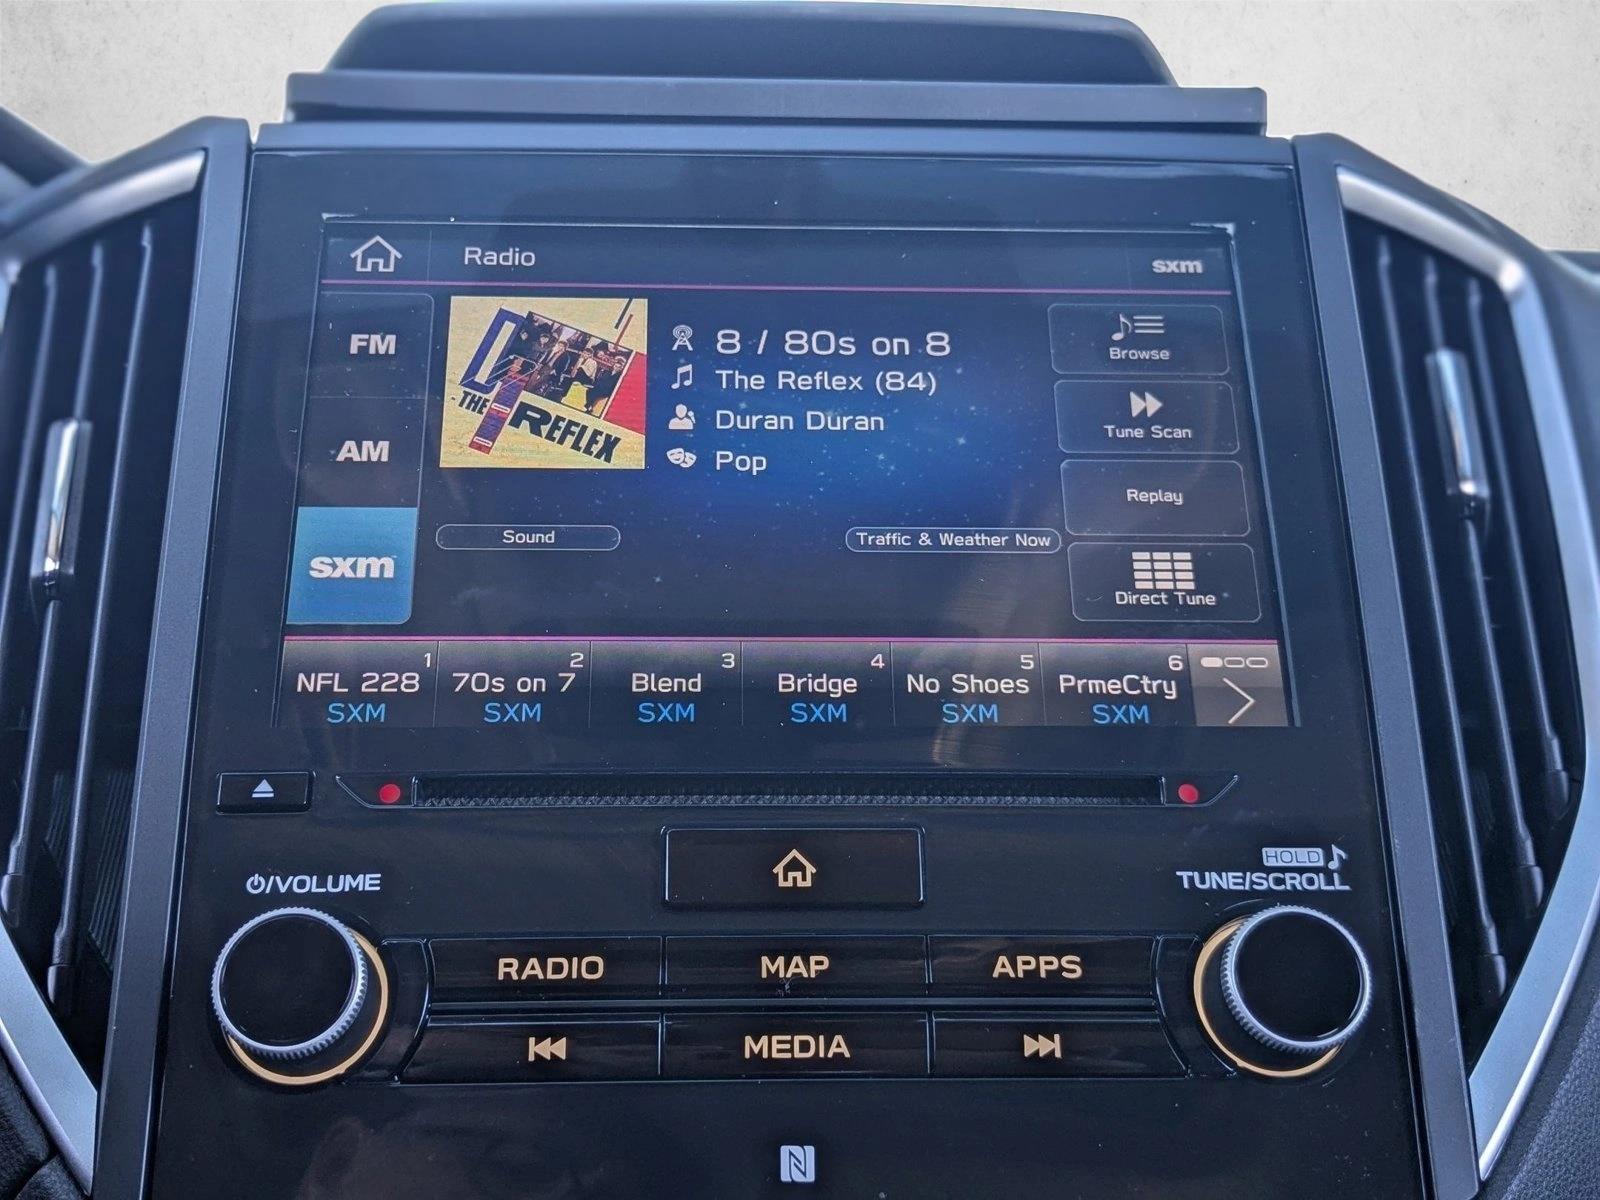 Radio
sxm
FM
AM
sxm
THE REFLEX
8 / 80s on 8
The Reflex (84)
Duran Duran
Pop
Browse
Tune Scan
Replay
Direct Tune
Sound
Traffic & Weather Now
1
NFL 228
SXM
2
70s on 7
SXM
3
Blend
SXM
4
Bridge
SXM
5
No Shoes
SXM
6
PrmeCtry
SXM
/VOLUME
HOLD
TUNE/SCROLL
RADIO
MAP
APPS
MEDIA
N